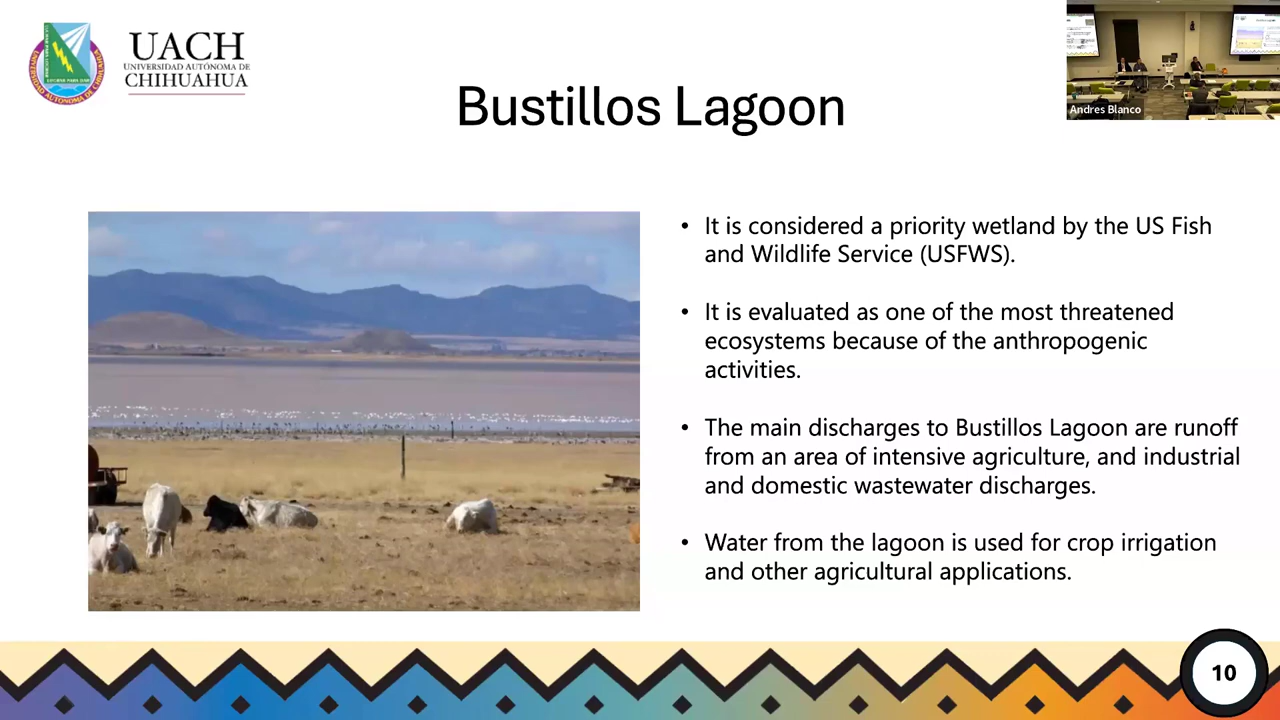 UACH
UNIVERSIDAD AUTÓNOMA DE
CHIHUAHUA
Andres Blanco
Bustillos Lagoon
• It is considered a priority wetland by the US Fish
and Wildlife Service (USFWS).
• It is evaluated as one of the most threatened
ecosystems because of the anthropogenic
activities.
• The main discharges to Bustillos Lagoon are runoff
from an area of intensive agriculture, and industrial
and domestic wastewater discharges.
• Water from the lagoon is used for crop irrigation
and other agricultural applications.
10